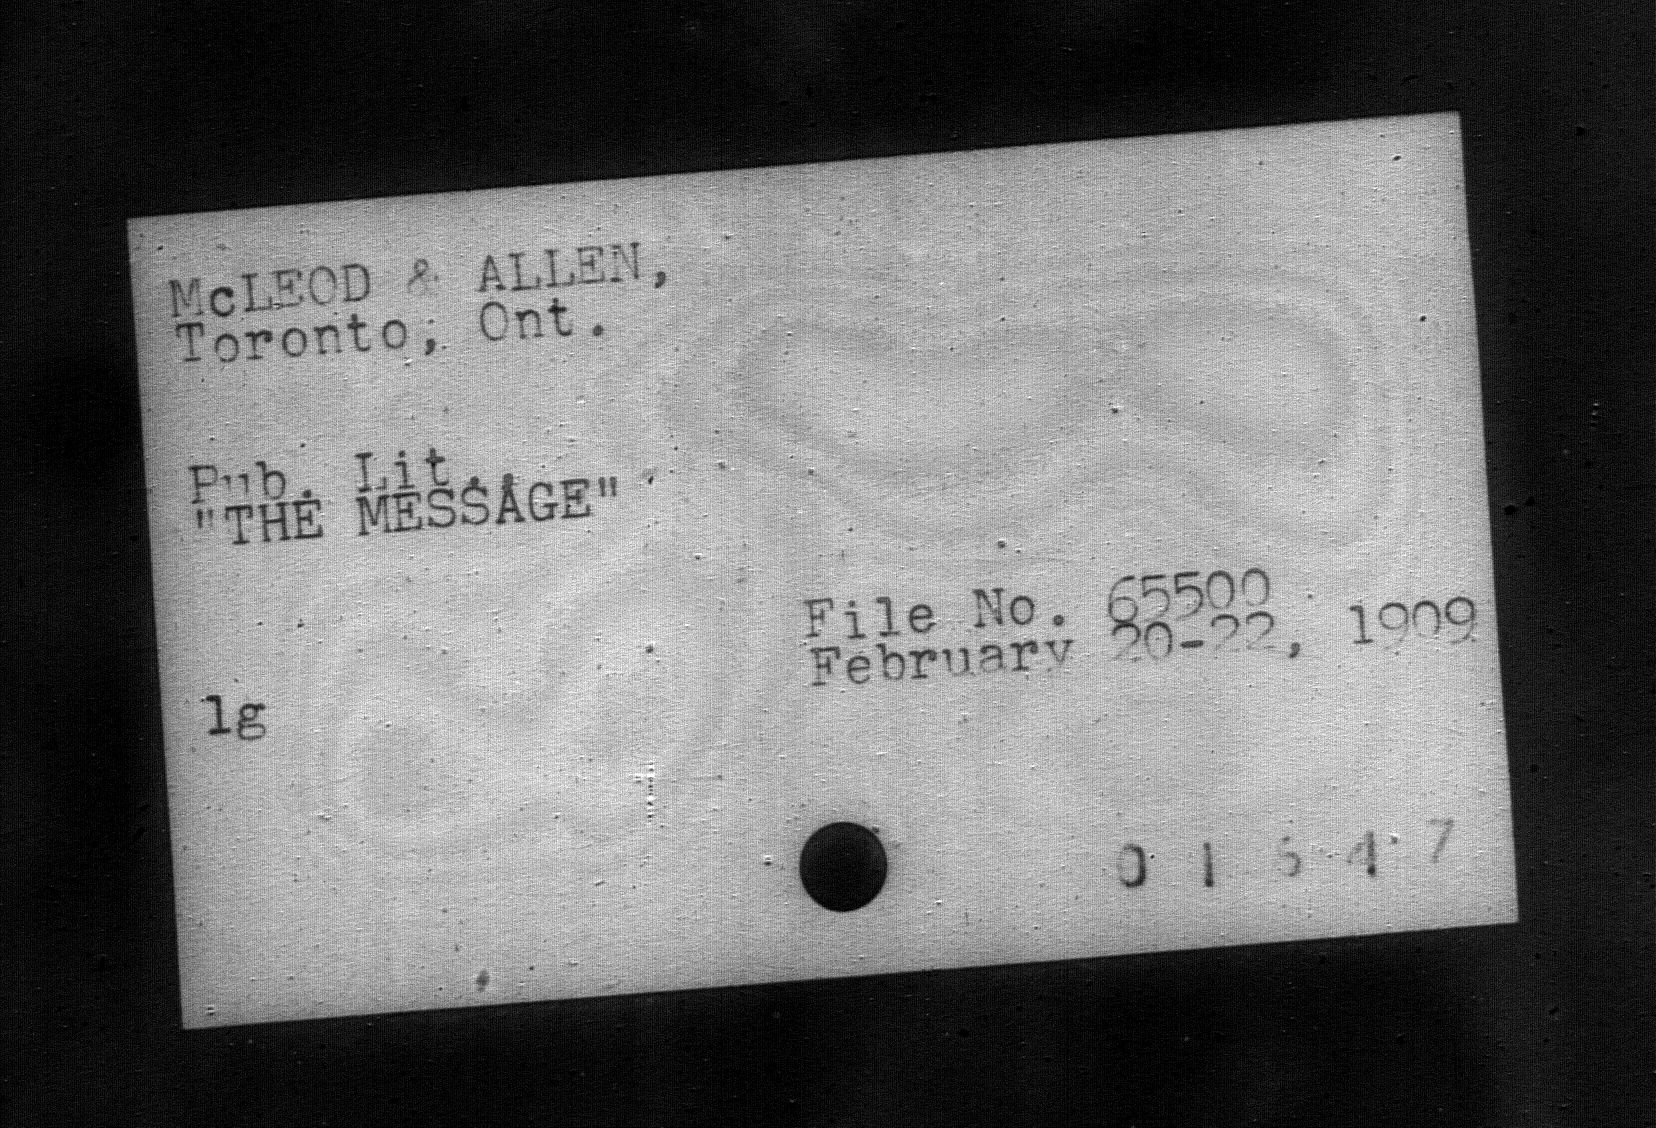 McLEOD & ALLEN,
Toronto, Ont.
Pub. Lit..
"THE MESSAGE"
File No. 65500
February 20-22, 1909
lg
0 1 5 4 7